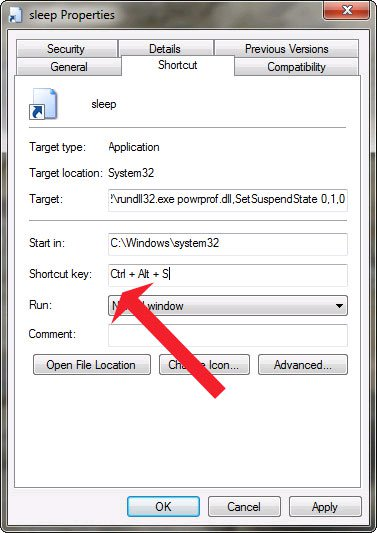 sleep Properties
Security Details Previous Versions
General Shortcut Compatibility
sleep
Target type: Application
Target location: System32
Target: !\rundll32.exe powrprof.dll,SetSuspendState 0,1,0
Start in: C:\Windows\system32
Shortcut key: Ctrl + Alt + S
Run: window
Comment:
Open File Location Icon... Advanced...
OK Cancel Apply